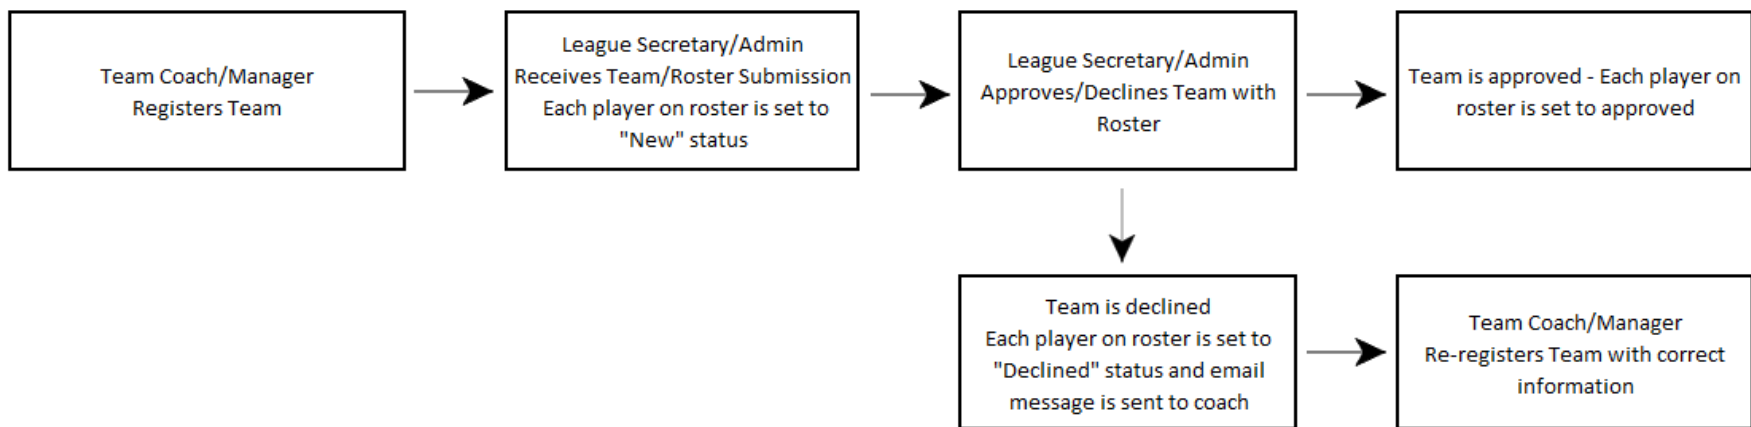 Team Coach/Manager
Registers Team
League Secretary/Admin
Receives Team/Roster Submission
Each player on roster is set to
"New" status
League Secretary/Admin
Approves/Declines Team with
Roster
Team is approved - Each player on
roster is set to approved
Team is declined
Each player on roster is set to
"Declined" status and email
message is sent to coach
Team Coach/Manager
Re-registers Team with correct
information